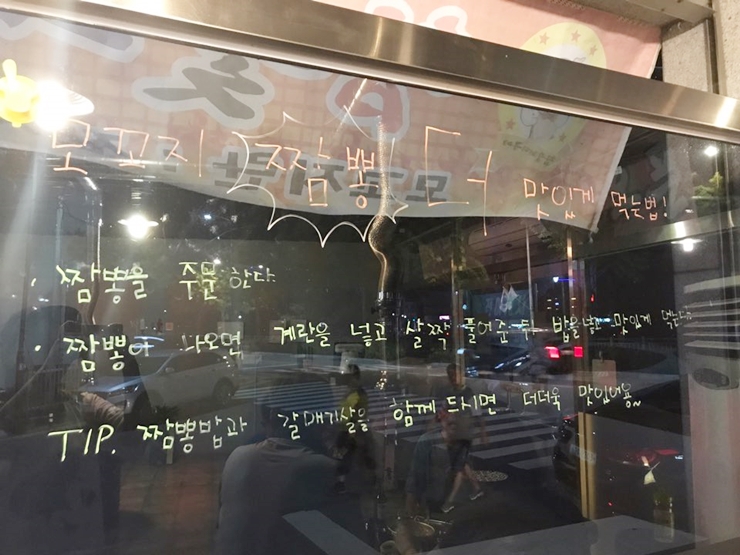 모꼬지 짬뽕 더 맛있게 먹는법!
· 짬뽕을 주문한다
· 짬뽕이 나오면 계란을 넣고 살짝 풀어준 뒤 밥을 넣고 맛있게 먹는다
TIP. 짬뽕밥과 갈매기살을 함께 드시면 더더욱 맛있어용~